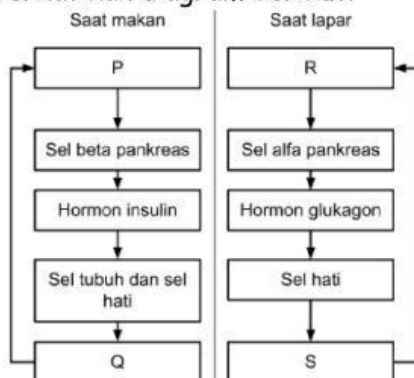 Saat makan
P
Sel beta pankreas
Hormon insulin
Sel tubuh dan sel
hati
Q
Saat lapar
R
Sel alfa pankreas
Hormon glukagon
Sel hati
S